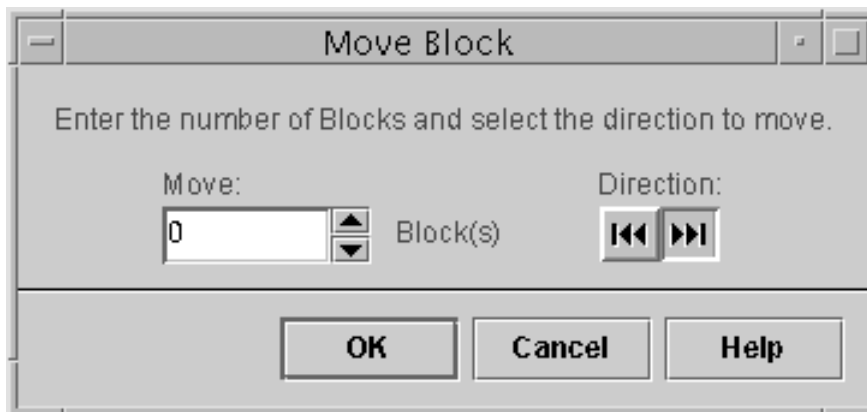 Move Block
Enter the number of Blocks and select the direction to move.
Move: Direction:
0 Block(s)
OK Cancel Help